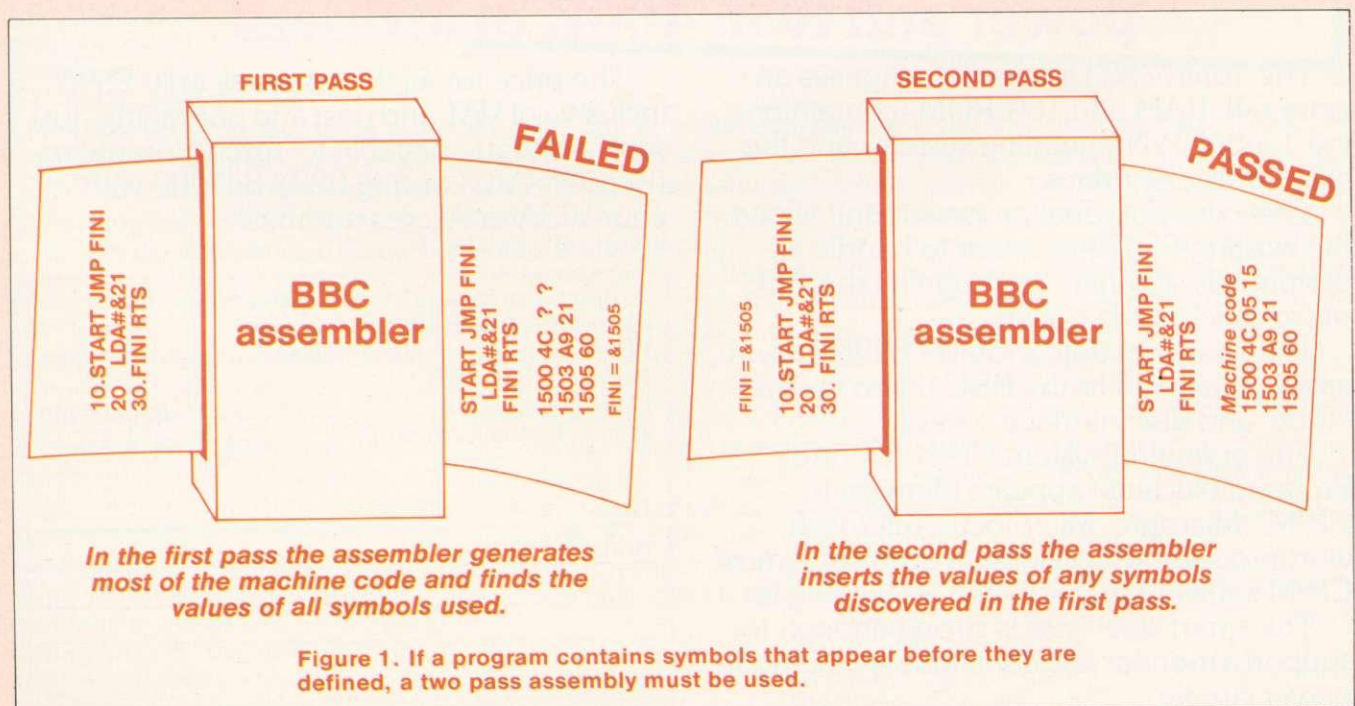 FIRST PASS
10.START JMP FINI
20 LDA#&21
30.FINI RTS
BBC
assembler
FAILED
START JMP FINI
LDA#&21
FINI RTS
1500 4C ? ?
1503 A9 21
1505 60
FINI = &1505
In the first pass the assembler generates
most of the machine code and finds the
values of all symbols used.
SECOND PASS
FINI = &1505
10.START JMP FINI
20 LDA#&21
30. FINI RTS
BBC
assembler
PASSED
START JMP FINI
LDA#&21
FINI RTS
Machine code
1500 4C 05 15
1503 A9 21
1505 60
In the second pass the assembler
inserts the values of any symbols
discovered in the first pass.
Figure 1. If a program contains symbols that appear before they are
defined, a two pass assembly must be used.